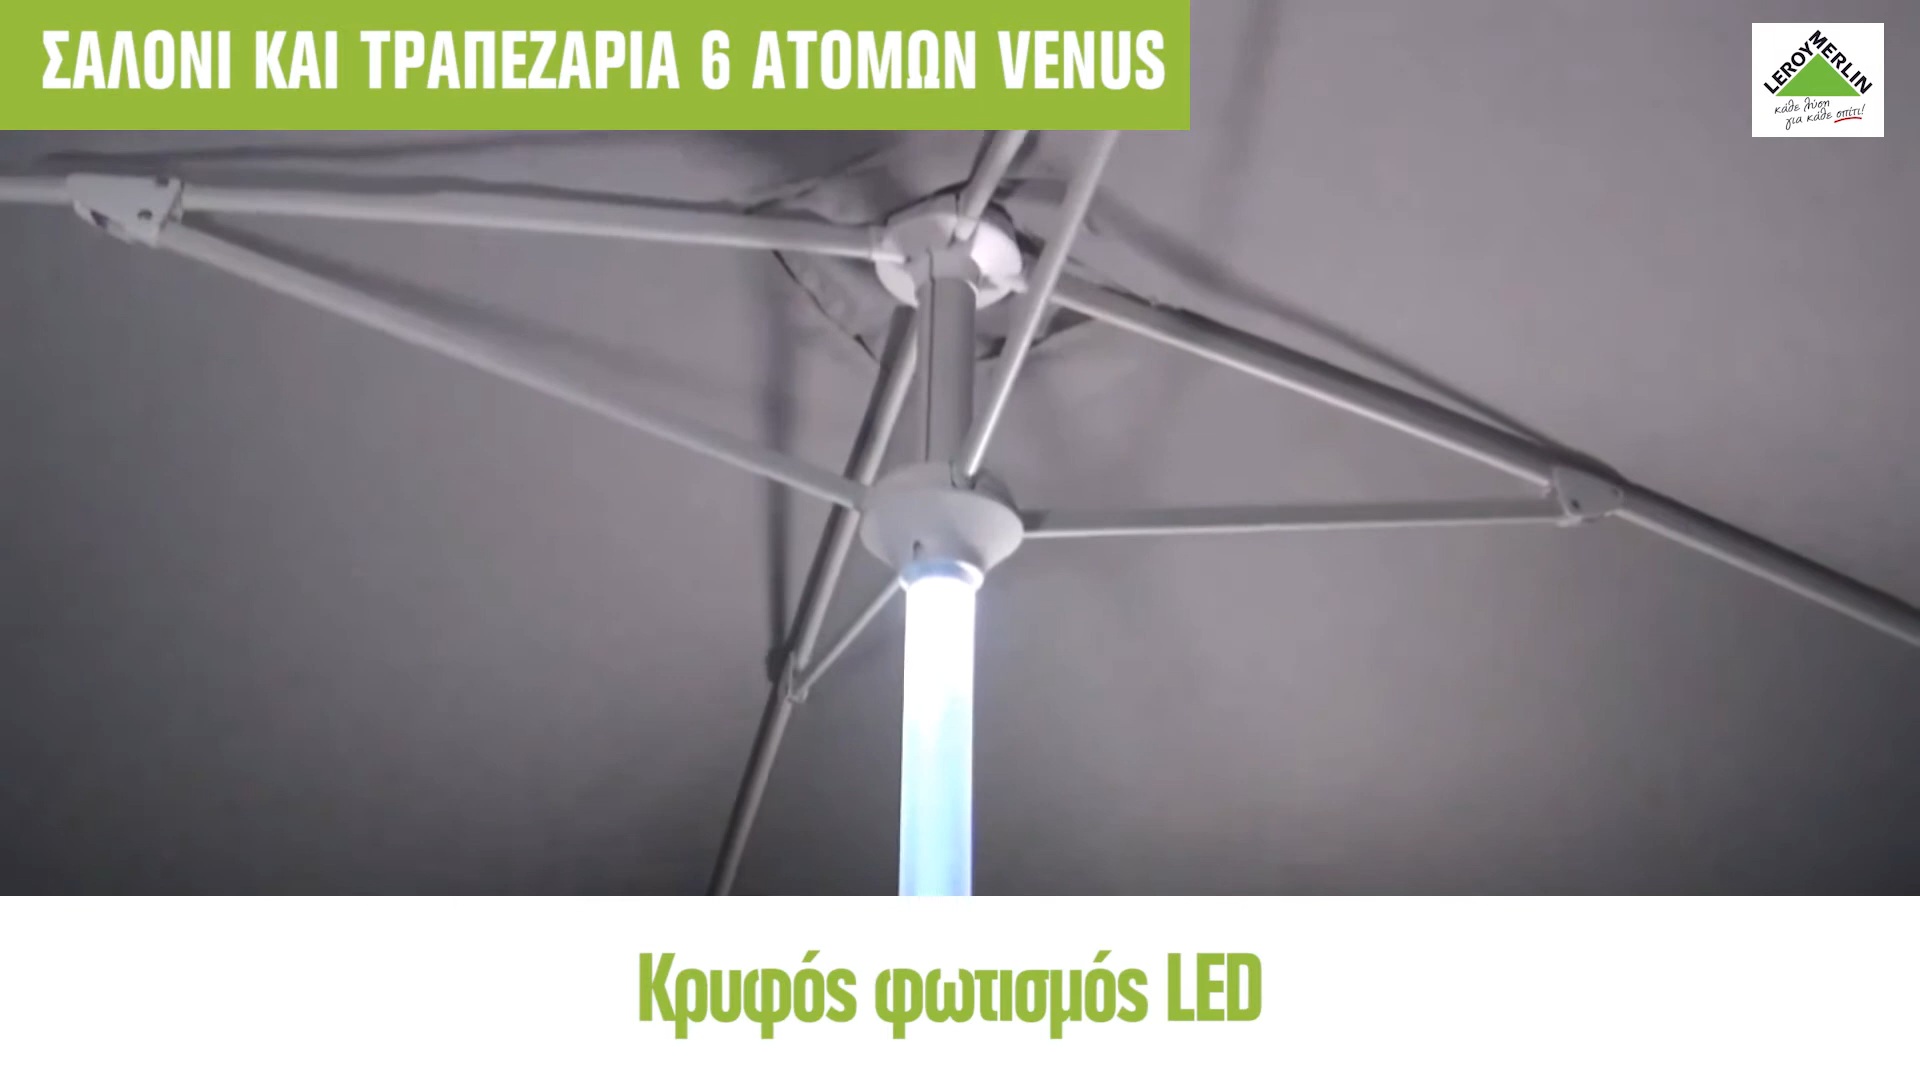 ΣΑΛΟΝΙ ΚΑΙ ΤΡΑΠΕΖΑΡΙΑ 6 ΑΤΟΜΩΝ VENUS
LEROY MERLIN
κάθε λύση
για κάθε σπίτι!
Κρυφός φωτισμός LED